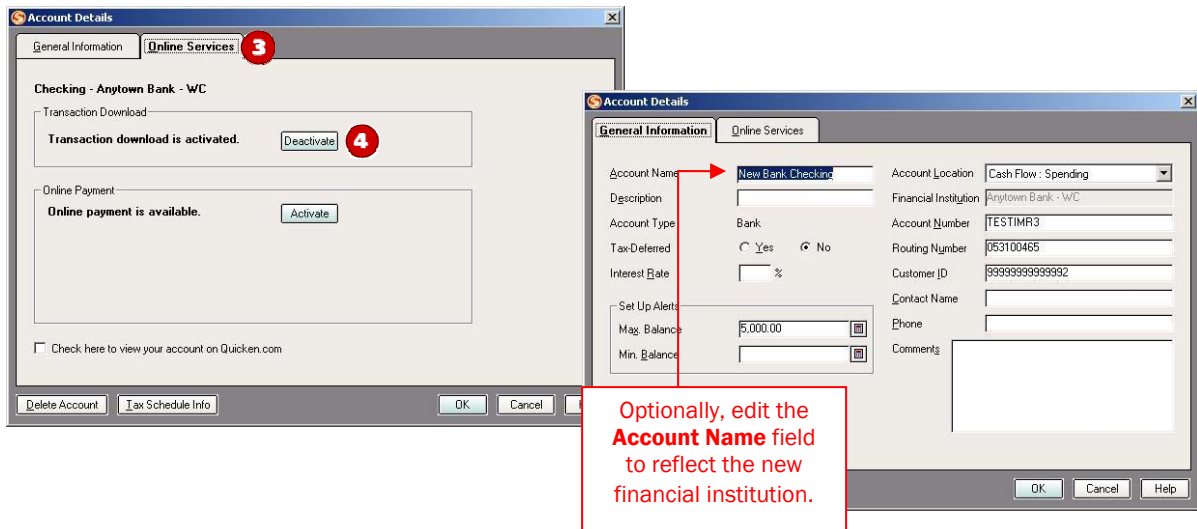 Account Details
General Information
Online Services
3
Checking - Anytown Bank - WC
Transaction Download
Transaction download is activated.
Deactivate
4
Online Payment
Online payment is available.
Activate
Check here to view your account on Quicken.com
Delete Account
Tax Schedule Info
OK
Cancel
Account Details
General Information
Online Services
Account Name
New Bank Checking
Description
Account Type
Bank
Tax-Deferred
Yes
No
Interest Rate
%
Set Up Alerts
Max. Balance
5,000.00
Min. Balance
Account Location
Cash Flow : Spending
Financial Institution
Anytown Bank - WC
Account Number
TESTIMR3
Routing Number
053100465
Customer ID
99999999999992
Contact Name
Phone
Comments
OK
Cancel
Help
Optionally, edit the
Account Name field
to reflect the new
financial institution.